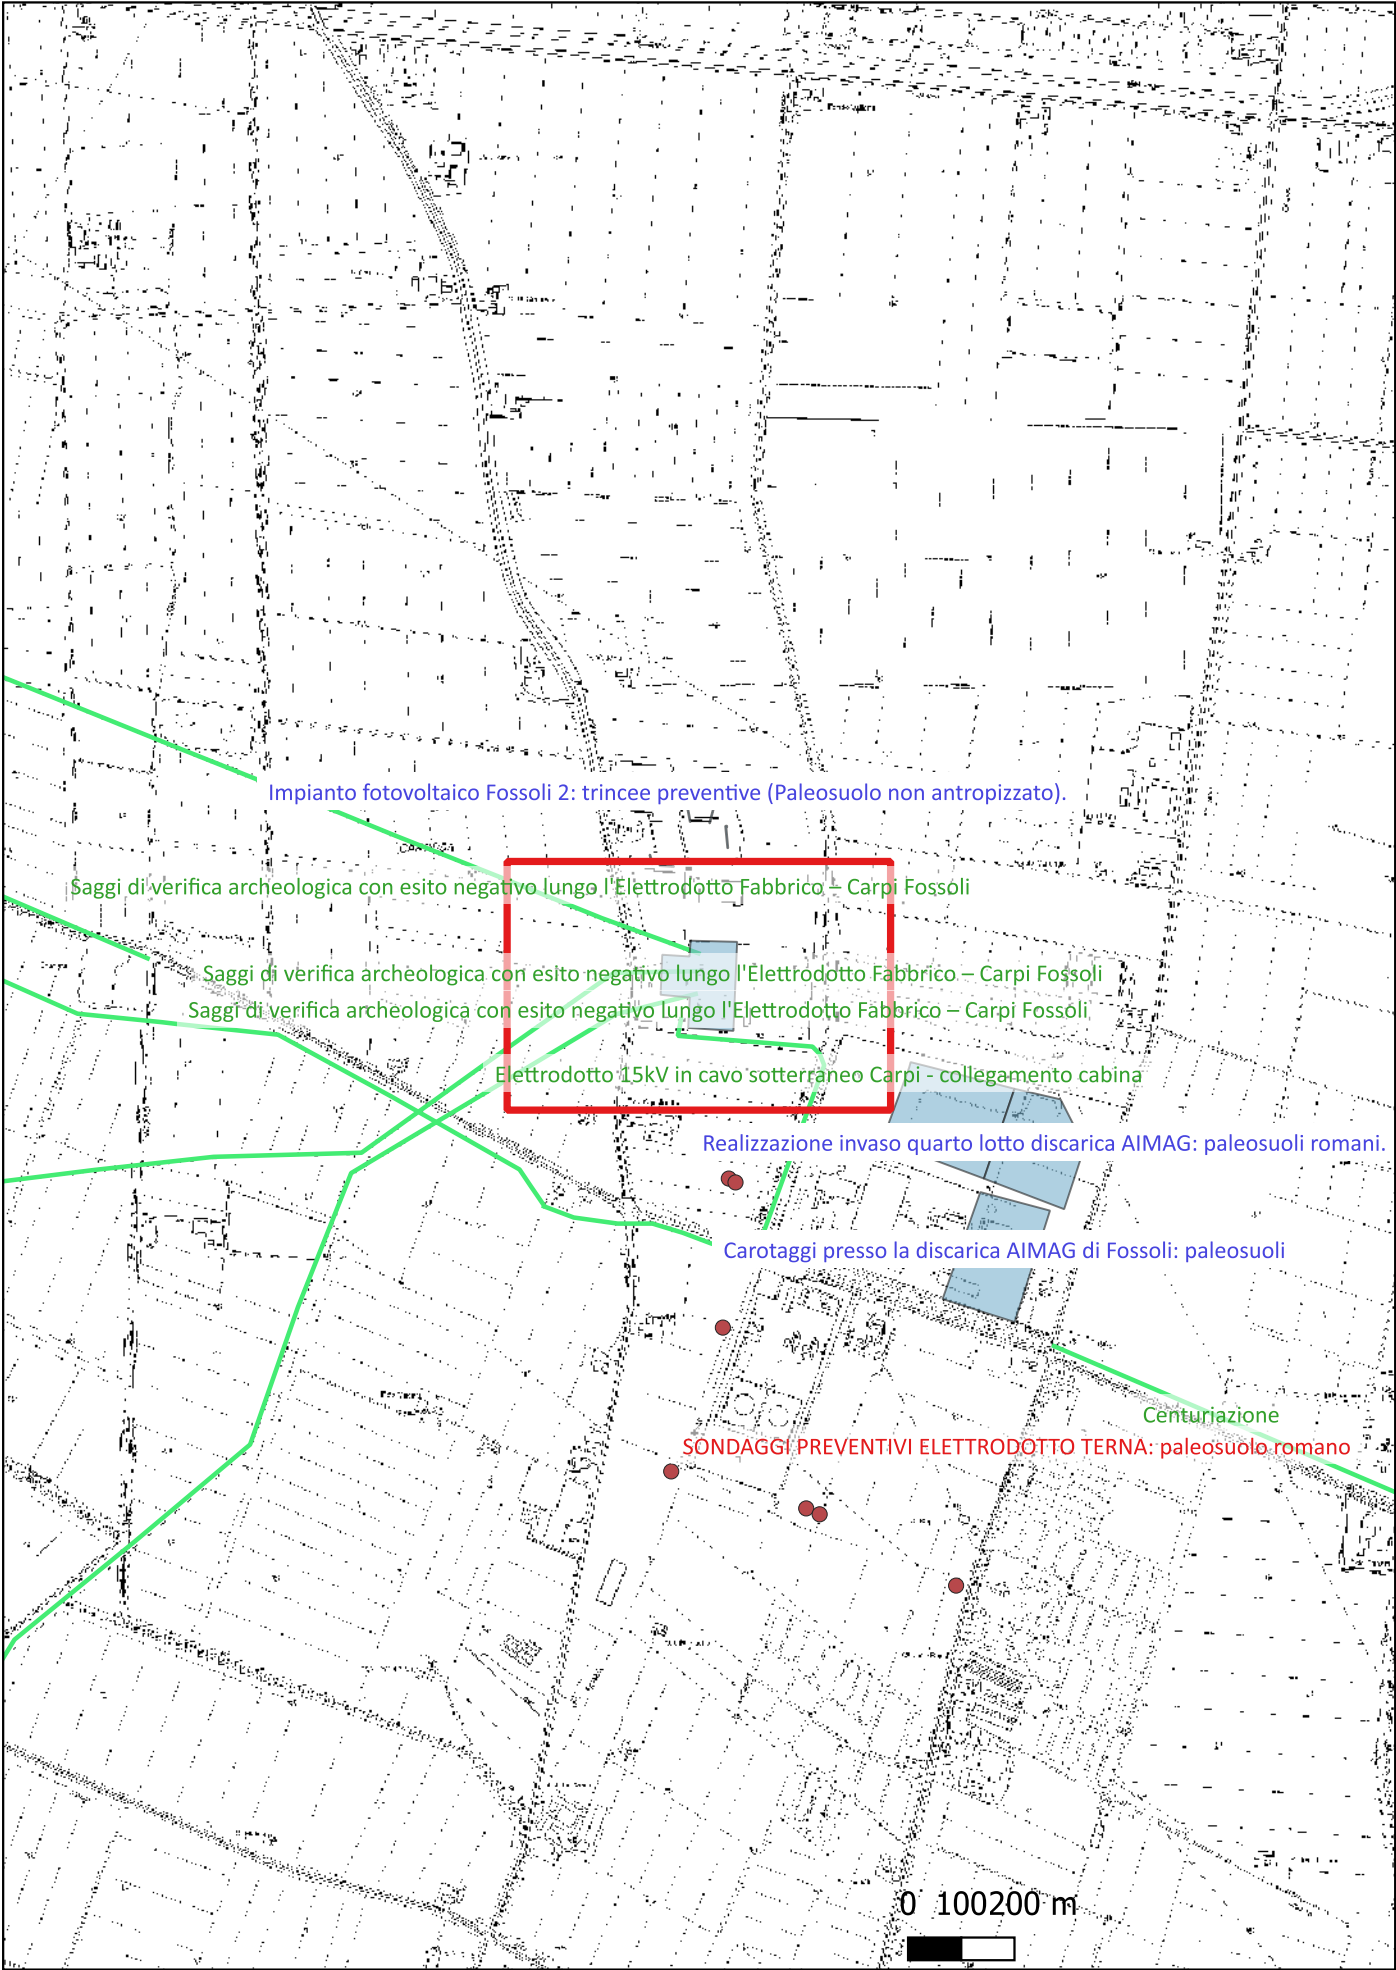 Impianto fotovoltaico Fossoli 2: trincee preventive (Paleosuolo non antropizzato).
Saggi di verifica archeologica con esito negativo lungo l'Elettrodotto Fabbrico – Carpi Fossoli
Saggi di verifica archeologica con esito negativo lungo l'Elettrodotto Fabbrico – Carpi Fossoli
Saggi di verifica archeologica con esito negativo lungo l'Elettrodotto Fabbrico – Carpi Fossoli
Elettrodotto 15kV in cavo sotterraneo Carpi - collegamento cabina
Realizzazione invaso quarto lotto discarica AIMAG: paleosuoli romani.
Carotaggi presso la discarica AIMAG di Fossoli: paleosuoli
Centuriazione
SONDAGGI PREVENTIVI ELETTRODOTTO TERNA: paleosuolo romano
0 100200 m